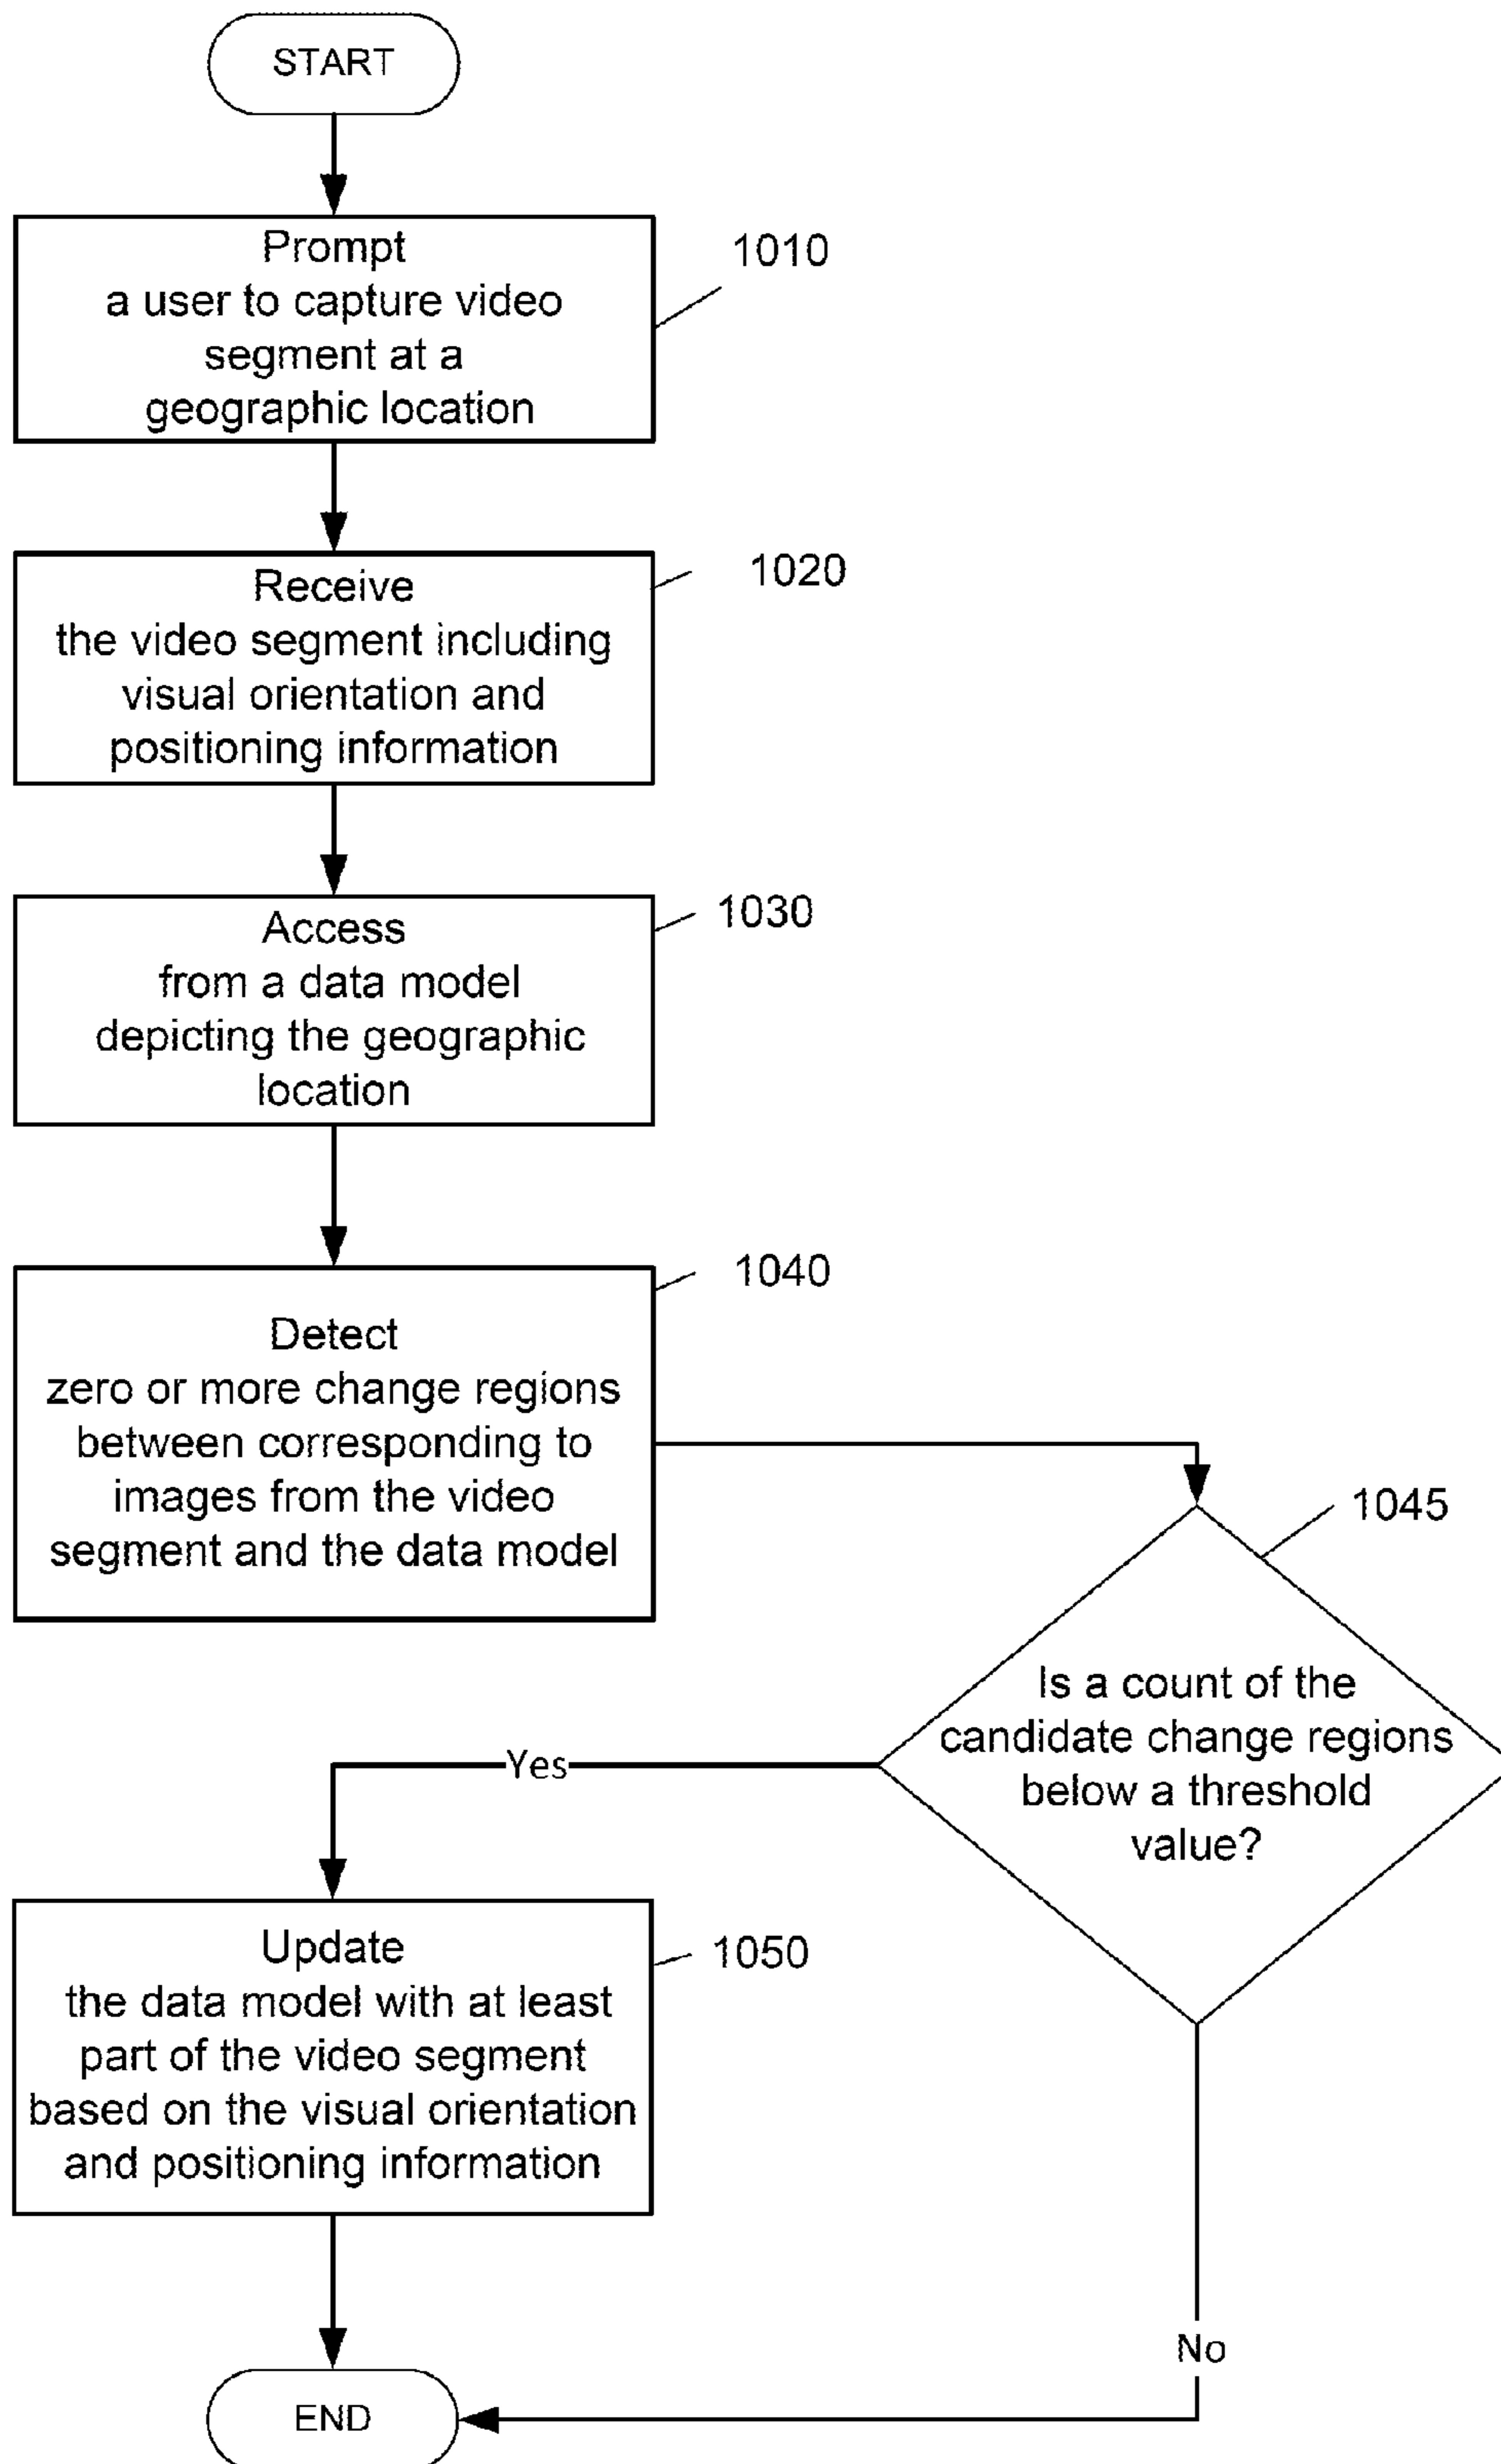 START
Prompt
a user to capture video
segment at a
geographic location
1010
Receive
the video segment including
visual orientation and
positioning information
1020
Access
from a data model
depicting the geographic
location
1030
Detect
zero or more change regions
between corresponding to
images from the video
segment and the data model
1040
Is a count of the
candidate change regions
below a threshold
value?
1045
Yes
Update
the data model with at least
part of the video segment
based on the visual orientation
and positioning information
1050
No
END